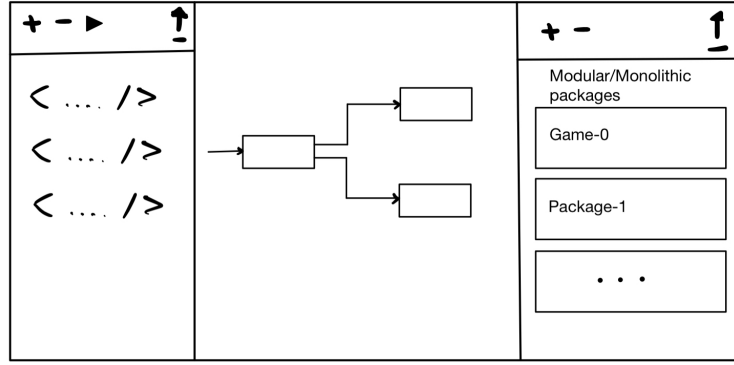 + - ▶ ↑
< .... />
< .... />
< .... />
+ -
Modular/Monolithic
packages
Game-0
Package-1
. . .